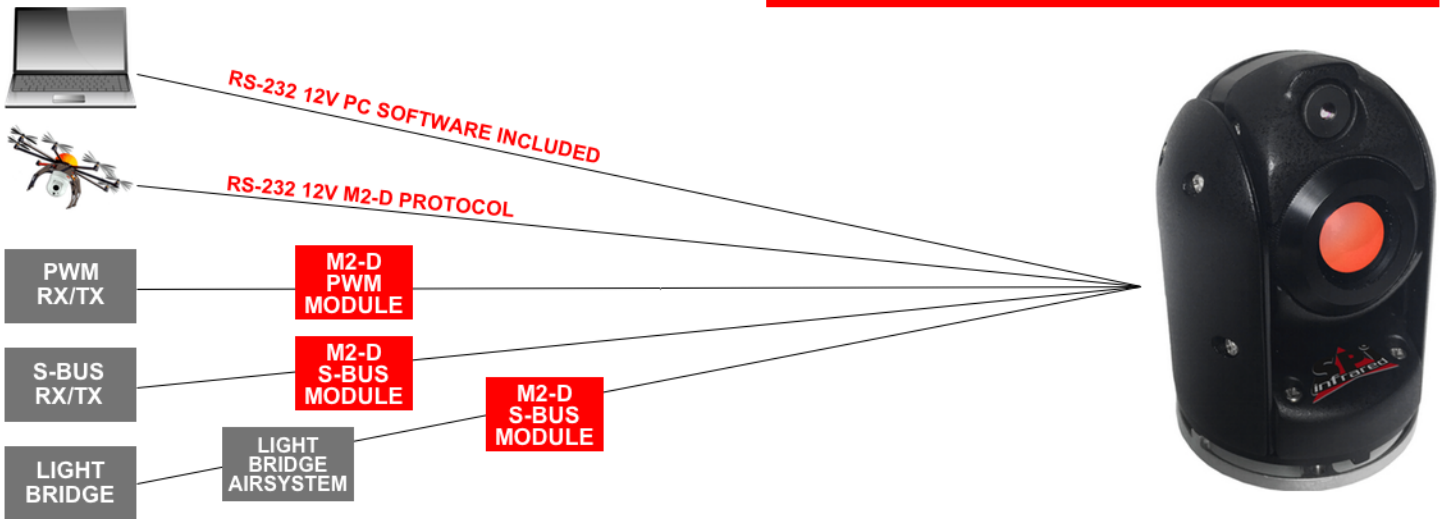 RS-232 12V PC SOFTWARE INCLUDED
RS-232 12V M2-D PROTOCOL
PWM
RX/TX
M2-D
PWM
MODULE
S-BUS
RX/TX
M2-D
S-BUS
MODULE
LIGHT
BRIDGE
LIGHT
BRIDGE
AIRSYSTEM
M2-D
S-BUS
MODULE
infrared